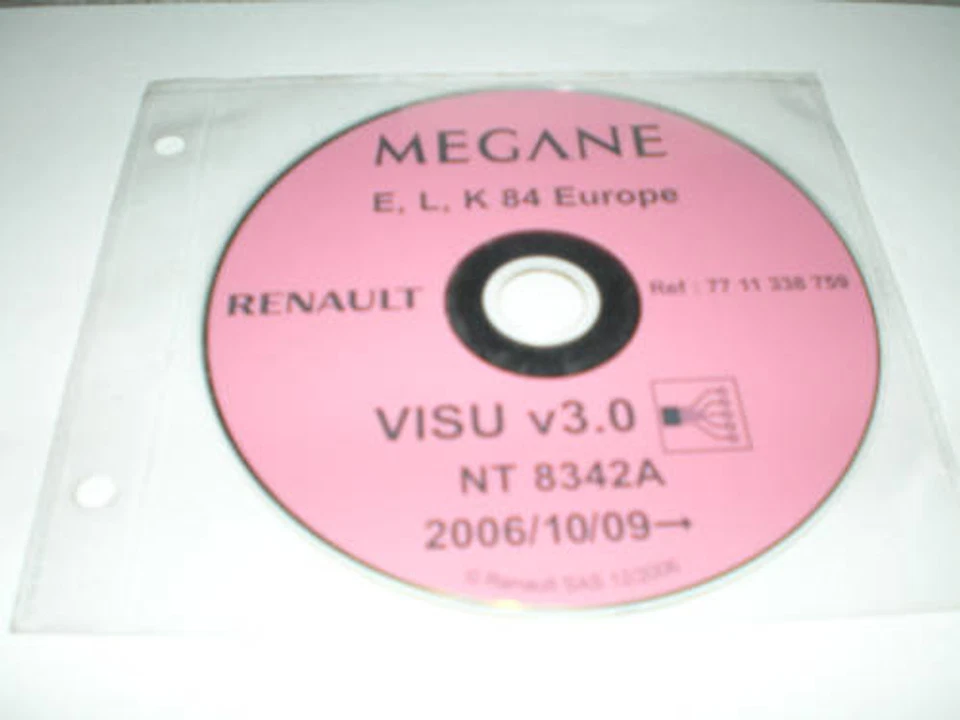 MEGANE
E, L, K 84 Europe
RENAULT
Ref : 77 11 338 759
VISU v3.0
NT 8342A
2006/10/09→
© Renault SAS 12/2006